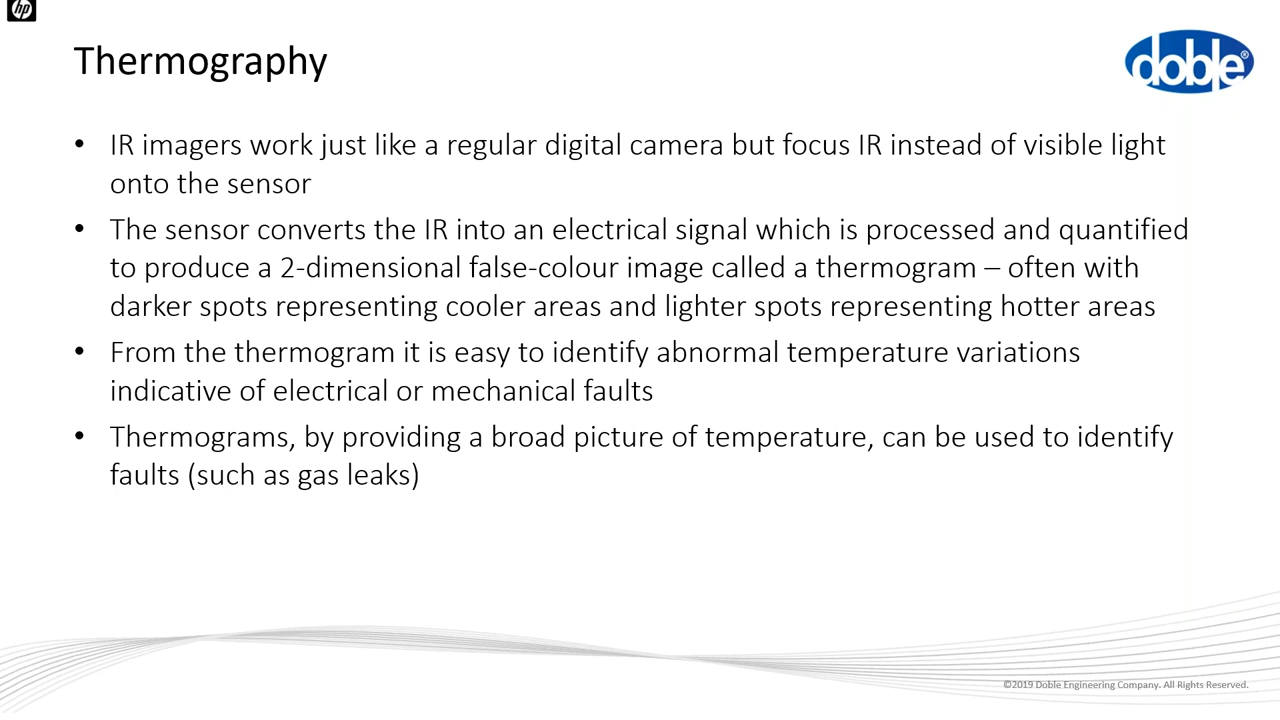 hp
Thermography
doble®
• IR imagers work just like a regular digital camera but focus IR instead of visible light
onto the sensor
• The sensor converts the IR into an electrical signal which is processed and quantified
to produce a 2-dimensional false-colour image called a thermogram – often with
darker spots representing cooler areas and lighter spots representing hotter areas
• From the thermogram it is easy to identify abnormal temperature variations
indicative of electrical or mechanical faults
• Thermograms, by providing a broad picture of temperature, can be used to identify
faults (such as gas leaks)
©2019 Doble Engineering Company. All Rights Reserved.